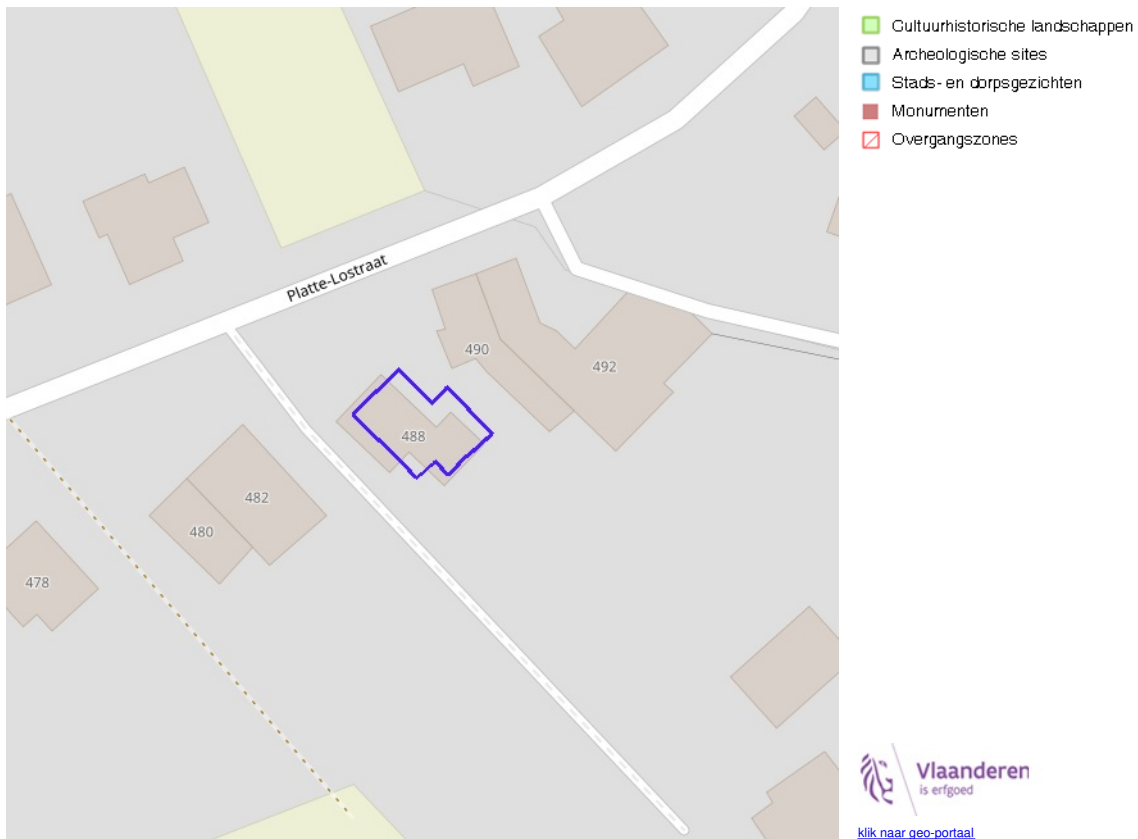 Cultuurhistorische landschappen
Archeologische sites
Stads- en dorpsgezichten
Monumenten
Overgangszones
Platte-Lostraat
490
492
488
482
480
478
Vlaanderen
is erfgoed
klik naar geo-portaal